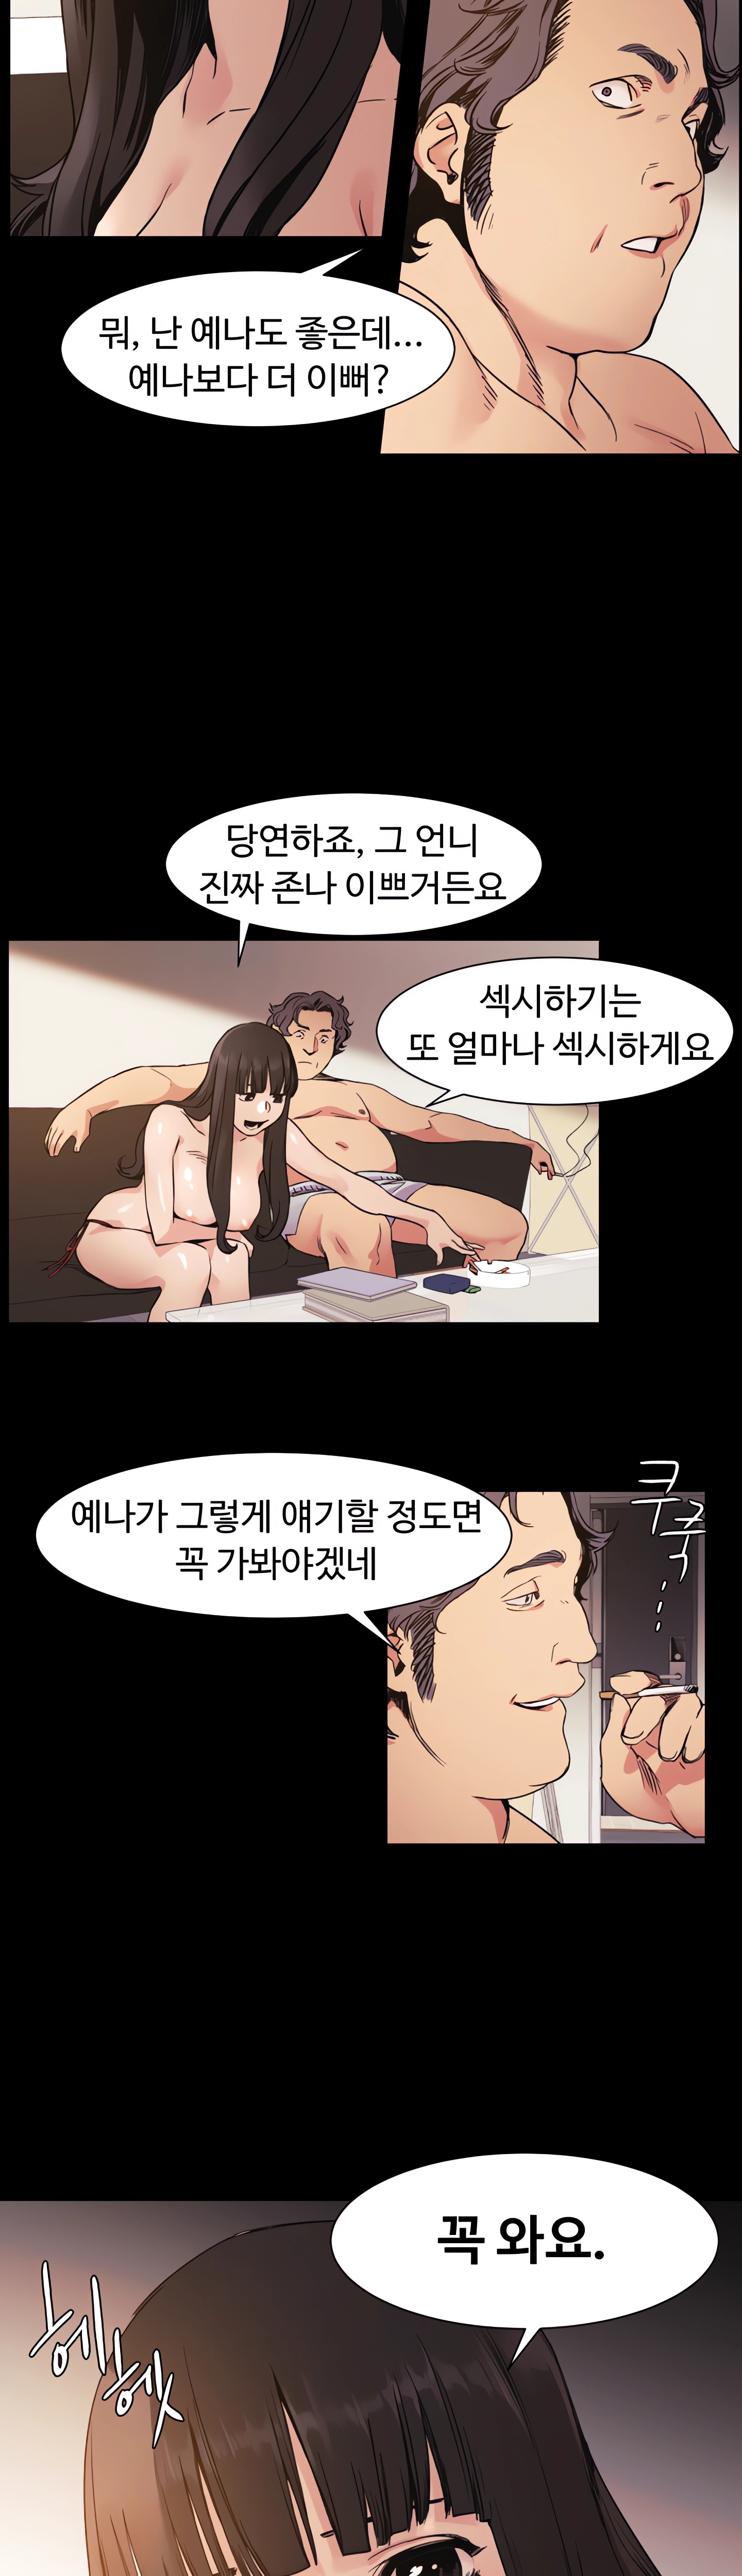 뭐, 난 예나도 좋은데...
예나보다 더 이뻐?
당연하죠, 그 언니
진짜 존나 이쁘거든요
섹시하기는
또 얼마나 섹시하게요
예나가 그렇게 얘기할 정도면
꼭 가봐야겠네
쿠쿡...
꼭 와요.
헤헷